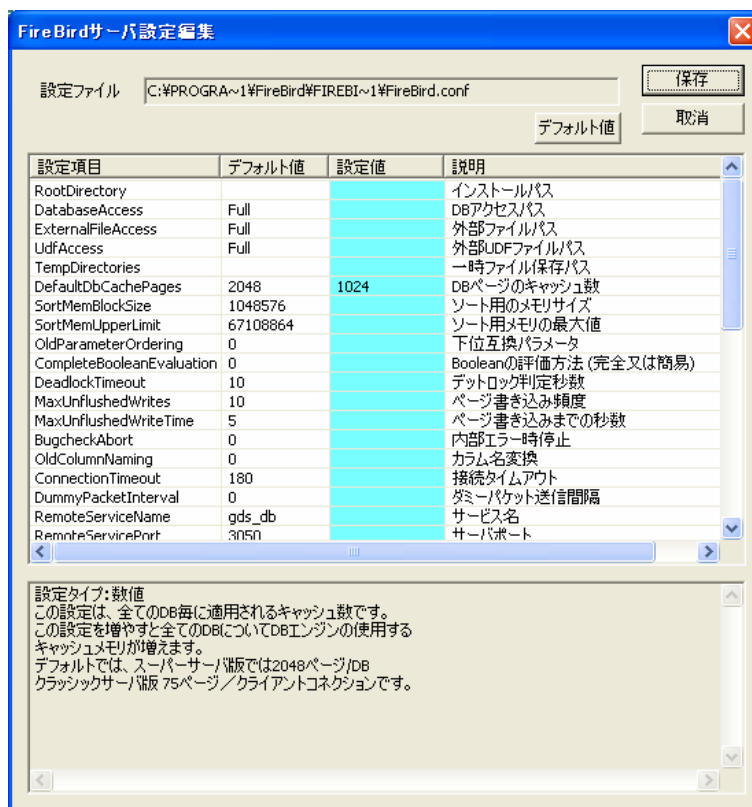 FireBirdサーバ設定編集
設定ファイル C:¥PROGRA~1¥FireBird¥FIREBI~1¥FireBird.conf 保存
デフォルト値 取消
設定項目 デフォルト値 設定値 説明
RootDirectory インストールパス
DatabaseAccess Full DBアクセスパス
ExternalFileAccess Full 外部ファイルパス
UdfAccess Full 外部UDFファイルパス
TempDirectories 一時ファイル保存パス
DefaultDbCachePages 2048 1024 DBページのキャッシュ数
SortMemBlockSize 1048576 ソート用のメモリサイズ
SortMemUpperLimit 67108864 ソート用メモリの最大値
OldParameterOrdering 0 下位互換パラメータ
CompleteBooleanEvaluation 0 Booleanの評価方法(完全又は簡易)
DeadlockTimeout 10 デットロック判定秒数
MaxUnflushedWrites 10 ページ書き込み頻度
MaxUnflushedWriteTime 5 ページ書き込みまでの秒数
BugcheckAbort 0 内部エラー時停止
OldColumnNaming 0 カラム名変換
ConnectionTimeout 180 接続タイムアウト
DummyPacketInterval 0 ダミーパケット送信間隔
RemoteServiceName gds_db サービス名
RemoteServicePort 3050 サーバポート
設定タイプ:数値
この設定は、全てのDB毎に適用されるキャッシュ数です。
この設定を増やすと全てのDBについてDBエンジンの使用する
キャッシュメモリが増えます。
デフォルトでは、スーパーサーバ版では2048ページ/DB
クラッシックサーバ版 75ページ/クライアントコネクションです。